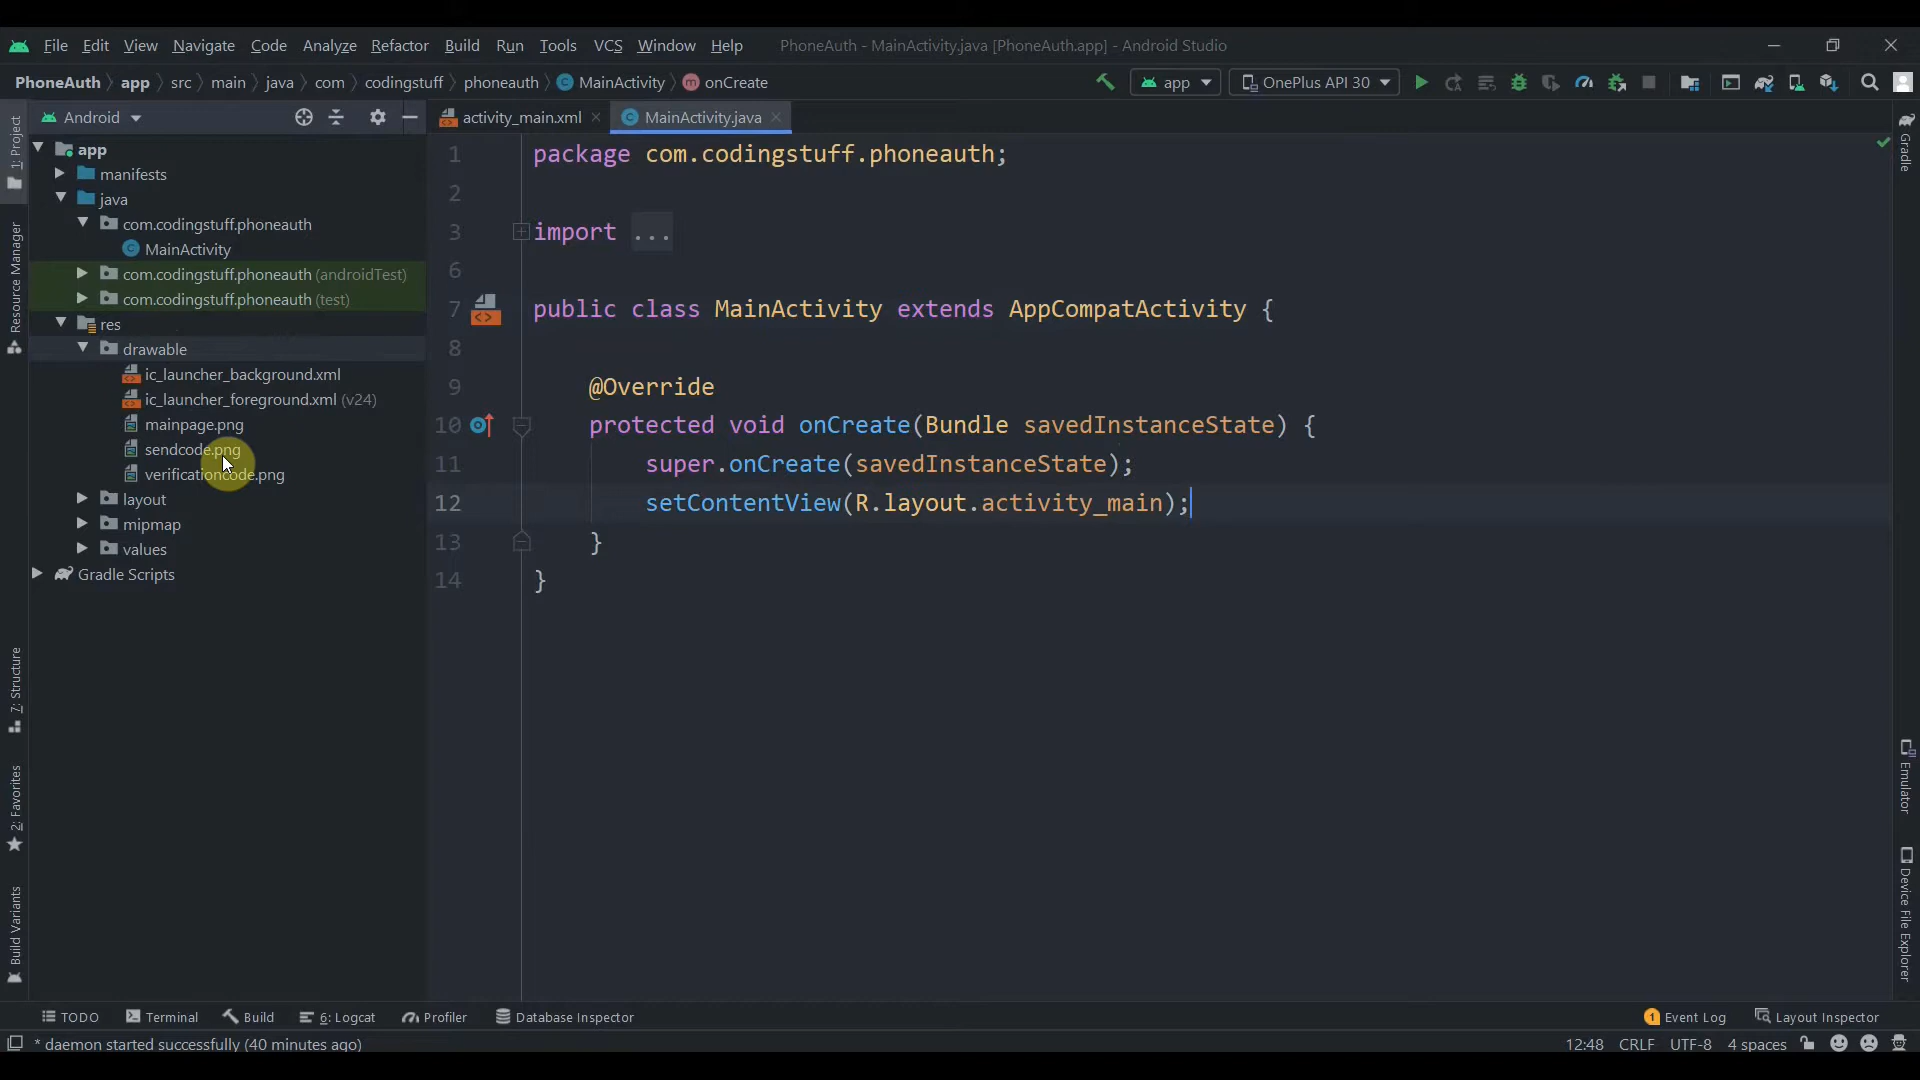 File Edit View Navigate Code Analyze Refactor Build Run Tools VCS Window Help PhoneAuth - MainActivity.java [PhoneAuth.app] - Android Studio
PhoneAuth app src main java com codingstuff phoneauth MainActivity onCreate app OnePlus API 30
Android
activity_main.xml MainActivity.java
1: Project
Resource Manager
7: Structure
2: Favorites
Build Variants
app
manifests
java
com.codingstuff.phoneauth
MainActivity
com.codingstuff.phoneauth (androidTest)
com.codingstuff.phoneauth (test)
res
drawable
ic_launcher_background.xml
ic_launcher_foreground.xml (v24)
mainpage.png
sendcode.png
verificationcode.png
layout
mipmap
values
Gradle Scripts
1 package com.codingstuff.phoneauth;
2
3 import ...
6
7 public class MainActivity extends AppCompatActivity {
8
9 @Override
10 protected void onCreate(Bundle savedInstanceState) {
11 super.onCreate(savedInstanceState);
12 setContentView(R.layout.activity_main);
13 }
14 }
Gradle
Emulator
Device File Explorer
TODO Terminal Build 6: Logcat Profiler Database Inspector 1 Event Log Layout Inspector
* daemon started successfully (40 minutes ago) 12:48 CRLF UTF-8 4 spaces